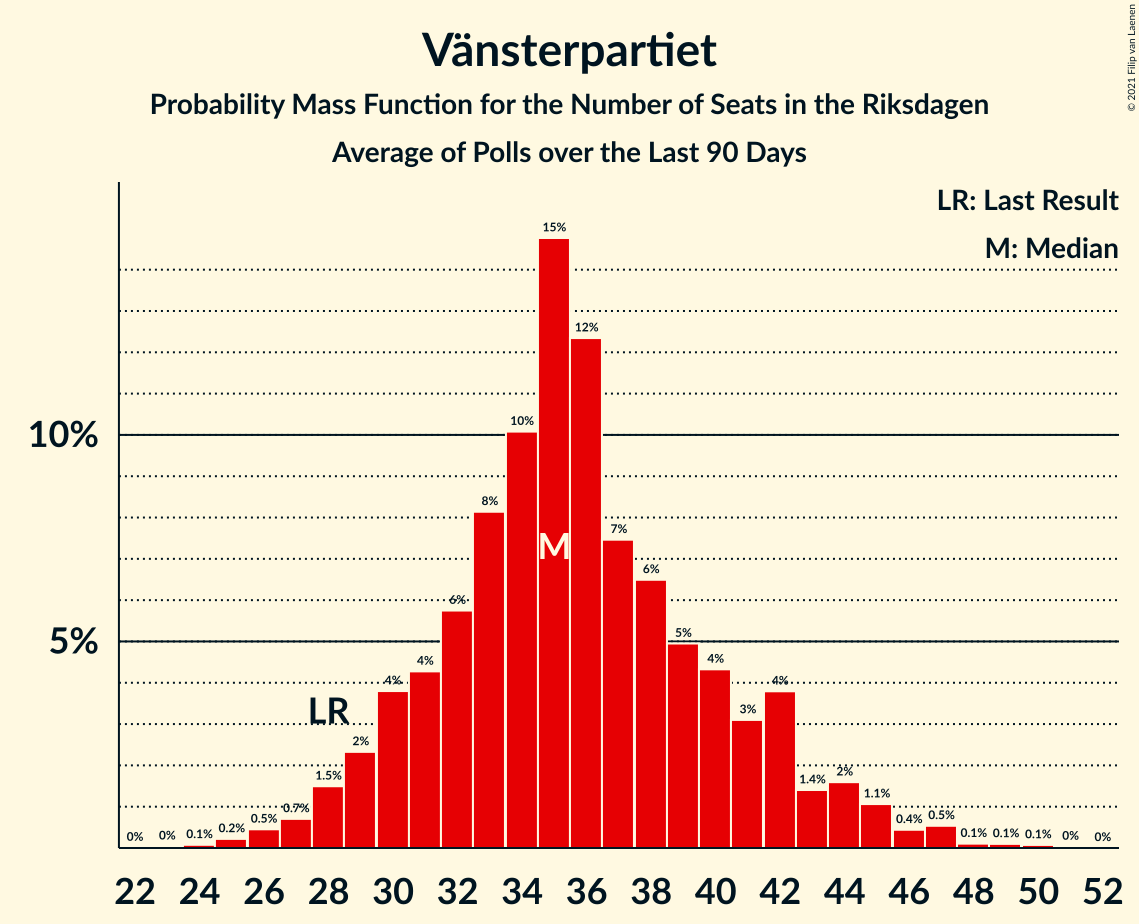 Vänsterpartiet
Probability Mass Function for the Number of Seats in the Riksdagen
Average of Polls over the Last 90 Days
© 2021 Filip van Laenen
LR: Last Result
M: Median
10%
5%
0% 0% 0.1% 0.2% 0.5% 0.7% 1.5% 2% 4% 4% 6% 8% 10% 15% 12% 7% 6% 5% 4% 3% 4% 1.4% 2% 1.1% 0.4% 0.5% 0.1% 0.1% 0.1% 0% 0%
M
LR
22 24 26 28 30 32 34 36 38 40 42 44 46 48 50 52